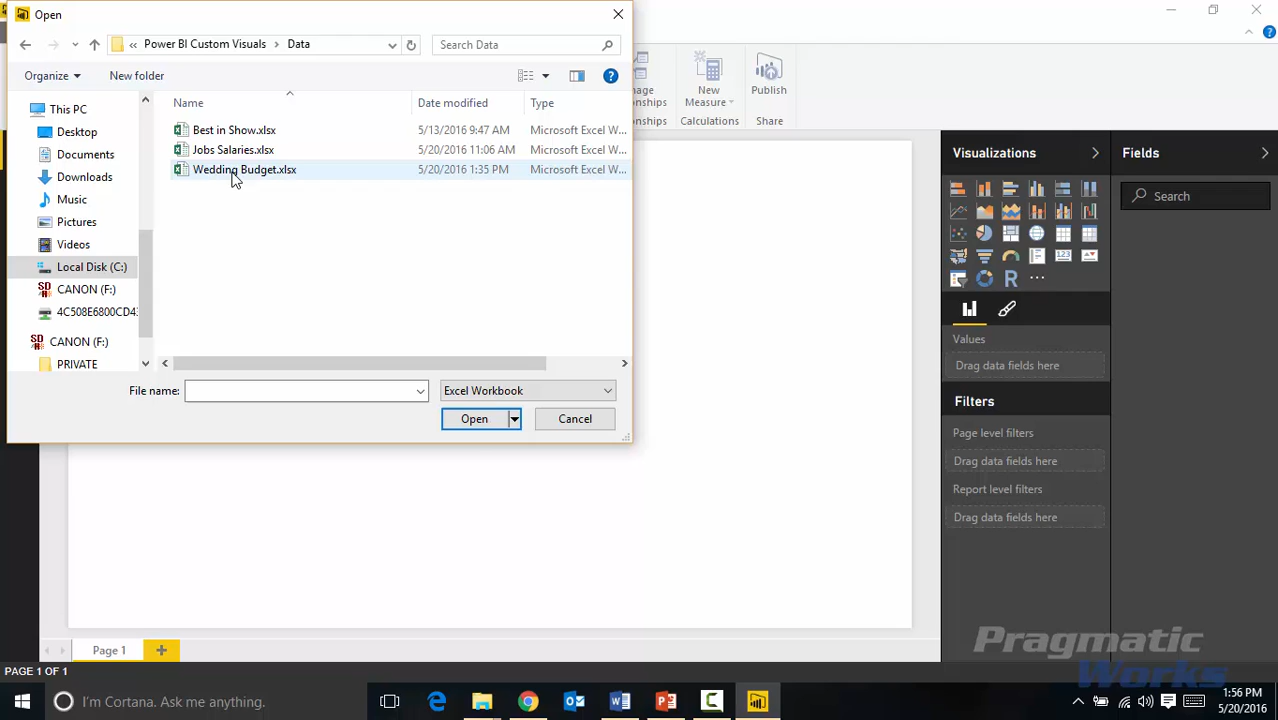 Open
Power BI Custom Visuals > Data
Search Data
Organize
New folder
Name
Date modified
Type
Best in Show.xlsx 5/13/2016 9:47 AM Microsoft Excel W...
Jobs Salaries.xlsx 5/20/2016 11:06 AM Microsoft Excel W...
Wedding Budget.xlsx 5/20/2016 1:35 PM Microsoft Excel W...
This PC
Desktop
Documents
Downloads
Music
Pictures
Videos
Local Disk (C:)
CANON (F:)
4C508E6800CD4
CANON (F:)
PRIVATE
File name:
Excel Workbook
Open
Cancel
New
Measure
Calculations
Publish
Share
Visualizations
Values
Drag data fields here
Filters
Page level filters
Drag data fields here
Report level filters
Drag data fields here
Fields
Search
R
Page 1
PAGE 1 OF 1
Pragmatic
Works
I'm Cortana. Ask me anything.
1:56 PM
5/20/2016